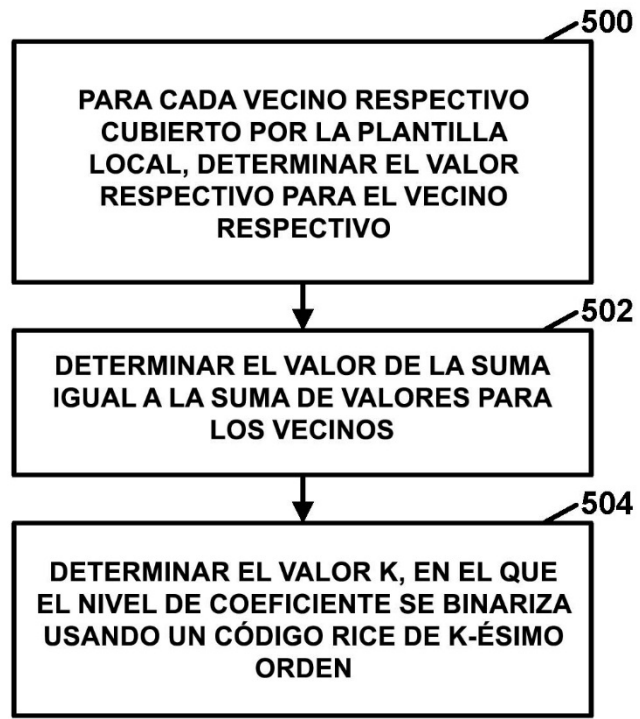 500
PARA CADA VECINO RESPECTIVO
CUBIERTO POR LA PLANTILLA
LOCAL, DETERMINAR EL VALOR
RESPECTIVO PARA EL VECINO
RESPECTIVO
502
DETERMINAR EL VALOR DE LA SUMA
IGUAL A LA SUMA DE VALORES PARA
LOS VECINOS
504
DETERMINAR EL VALOR K, EN EL QUE
EL NIVEL DE COEFICIENTE SE BINARIZA
USANDO UN CÓDIGO RICE DE K-ÉSIMO
ORDEN